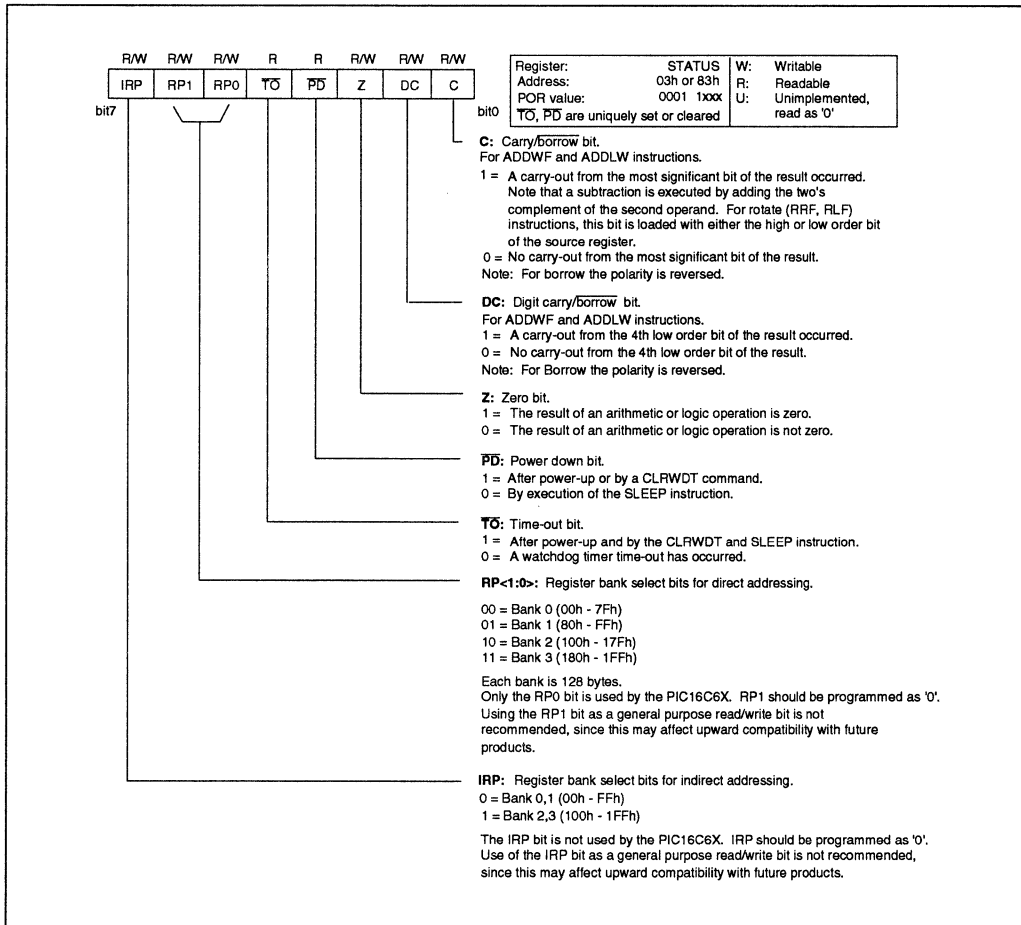 R/W R/W R/W R R R/W R/W R/W
IRP RP1 RP0 T̅O̅ P̅D̅ Z DC C
bit7 bit0
Register: STATUS
Address: 03h or 83h
POR value: 0001 1xxx
T̅O̅, P̅D̅ are uniquely set or cleared
W: Writable
R: Readable
U: Unimplemented,
read as '0'
C: Carry/b̅o̅r̅r̅o̅w̅ bit.
For ADDWF and ADDLW instructions.
1 = A carry-out from the most significant bit of the result occurred.
Note that a subtraction is executed by adding the two's
complement of the second operand. For rotate (RRF, RLF)
instructions, this bit is loaded with either the high or low order bit
of the source register.
0 = No carry-out from the most significant bit of the result.
Note: For borrow the polarity is reversed.
DC: Digit carry/b̅o̅r̅r̅o̅w̅ bit.
For ADDWF and ADDLW instructions.
1 = A carry-out from the 4th low order bit of the result occurred.
0 = No carry-out from the 4th low order bit of the result.
Note: For Borrow the polarity is reversed.
Z: Zero bit.
1 = The result of an arithmetic or logic operation is zero.
0 = The result of an arithmetic or logic operation is not zero.
P̅D̅: Power down bit.
1 = After power-up or by a CLRWDT command.
0 = By execution of the SLEEP instruction.
T̅O̅: Time-out bit.
1 = After power-up and by the CLRWDT and SLEEP instruction.
0 = A watchdog timer time-out has occurred.
RP<1:0>: Register bank select bits for direct addressing.
00 = Bank 0 (00h - 7Fh)
01 = Bank 1 (80h - FFh)
10 = Bank 2 (100h - 17Fh)
11 = Bank 3 (180h - 1FFh)
Each bank is 128 bytes.
Only the RP0 bit is used by the PIC16C6X. RP1 should be programmed as '0'.
Using the RP1 bit as a general purpose read/write bit is not
recommended, since this may affect upward compatibility with future
products.
IRP: Register bank select bits for indirect addressing.
0 = Bank 0,1 (00h - FFh)
1 = Bank 2,3 (100h - 1FFh)
The IRP bit is not used by the PIC16C6X. IRP should be programmed as '0'.
Use of the IRP bit as a general purpose read/write bit is not recommended,
since this may affect upward compatibility with future products.